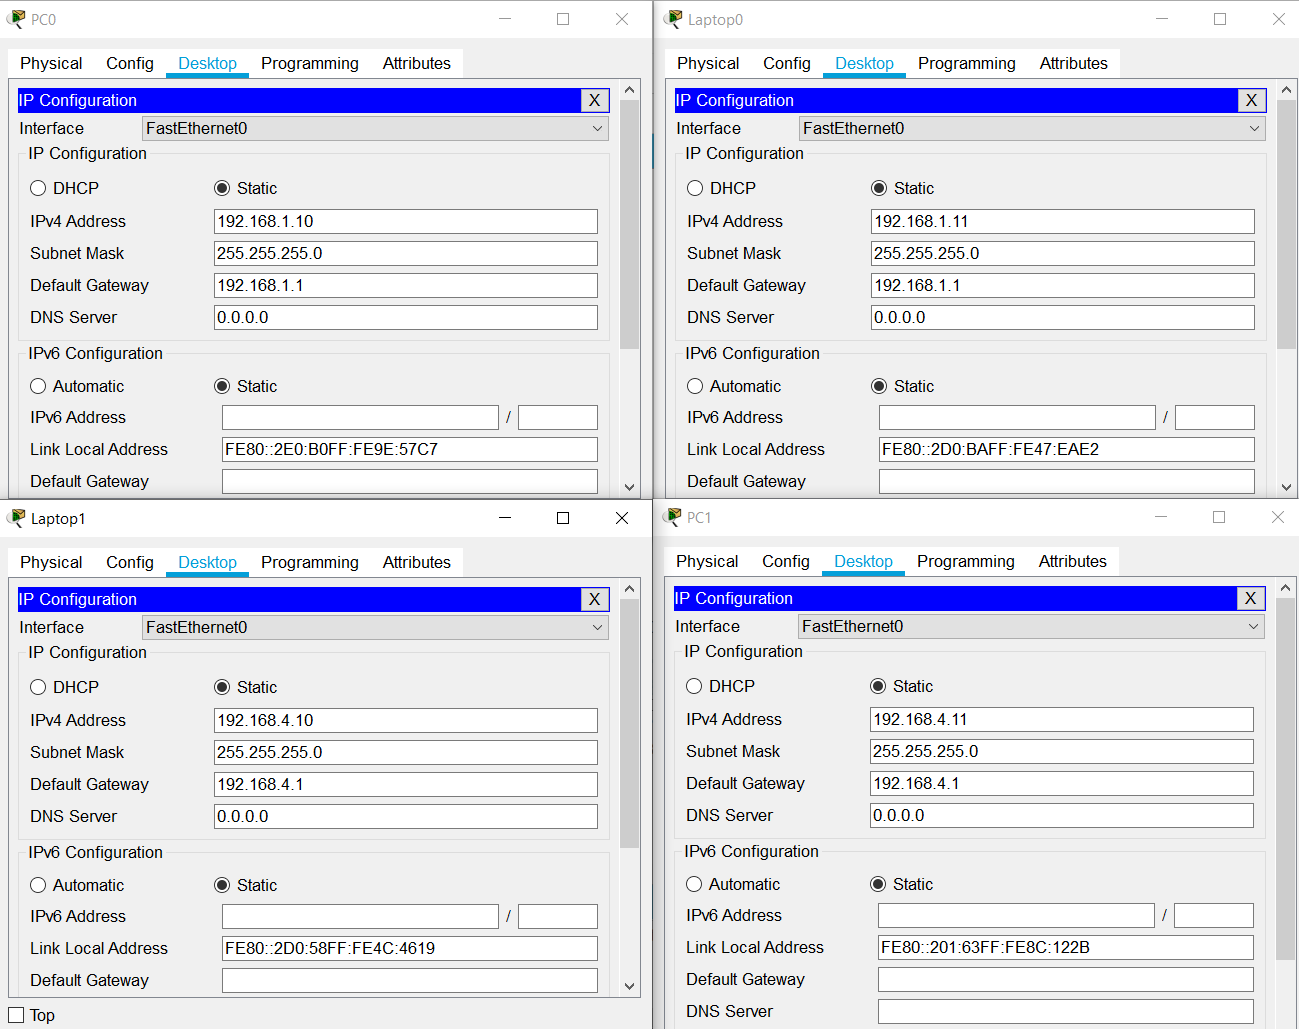 PC0
Physical Config Desktop Programming Attributes
IP Configuration X
Interface FastEthernet0
IP Configuration
DHCP Static
IPv4 Address 192.168.1.10
Subnet Mask 255.255.255.0
Default Gateway 192.168.1.1
DNS Server 0.0.0.0
IPv6 Configuration
Automatic Static
IPv6 Address /
Link Local Address FE80::2E0:B0FF:FE9E:57C7
Default Gateway
Laptop0
Physical Config Desktop Programming Attributes
IP Configuration X
Interface FastEthernet0
IP Configuration
DHCP Static
IPv4 Address 192.168.1.11
Subnet Mask 255.255.255.0
Default Gateway 192.168.1.1
DNS Server 0.0.0.0
IPv6 Configuration
Automatic Static
IPv6 Address /
Link Local Address FE80::2D0:BAFF:FE47:EAE2
Default Gateway
Laptop1
Physical Config Desktop Programming Attributes
IP Configuration X
Interface FastEthernet0
IP Configuration
DHCP Static
IPv4 Address 192.168.4.10
Subnet Mask 255.255.255.0
Default Gateway 192.168.4.1
DNS Server 0.0.0.0
IPv6 Configuration
Automatic Static
IPv6 Address /
Link Local Address FE80::2D0:58FF:FE4C:4619
Default Gateway
Top
PC1
Physical Config Desktop Programming Attributes
IP Configuration X
Interface FastEthernet0
IP Configuration
DHCP Static
IPv4 Address 192.168.4.11
Subnet Mask 255.255.255.0
Default Gateway 192.168.4.1
DNS Server 0.0.0.0
IPv6 Configuration
Automatic Static
IPv6 Address /
Link Local Address FE80::201:63FF:FE8C:122B
Default Gateway
DNS Server